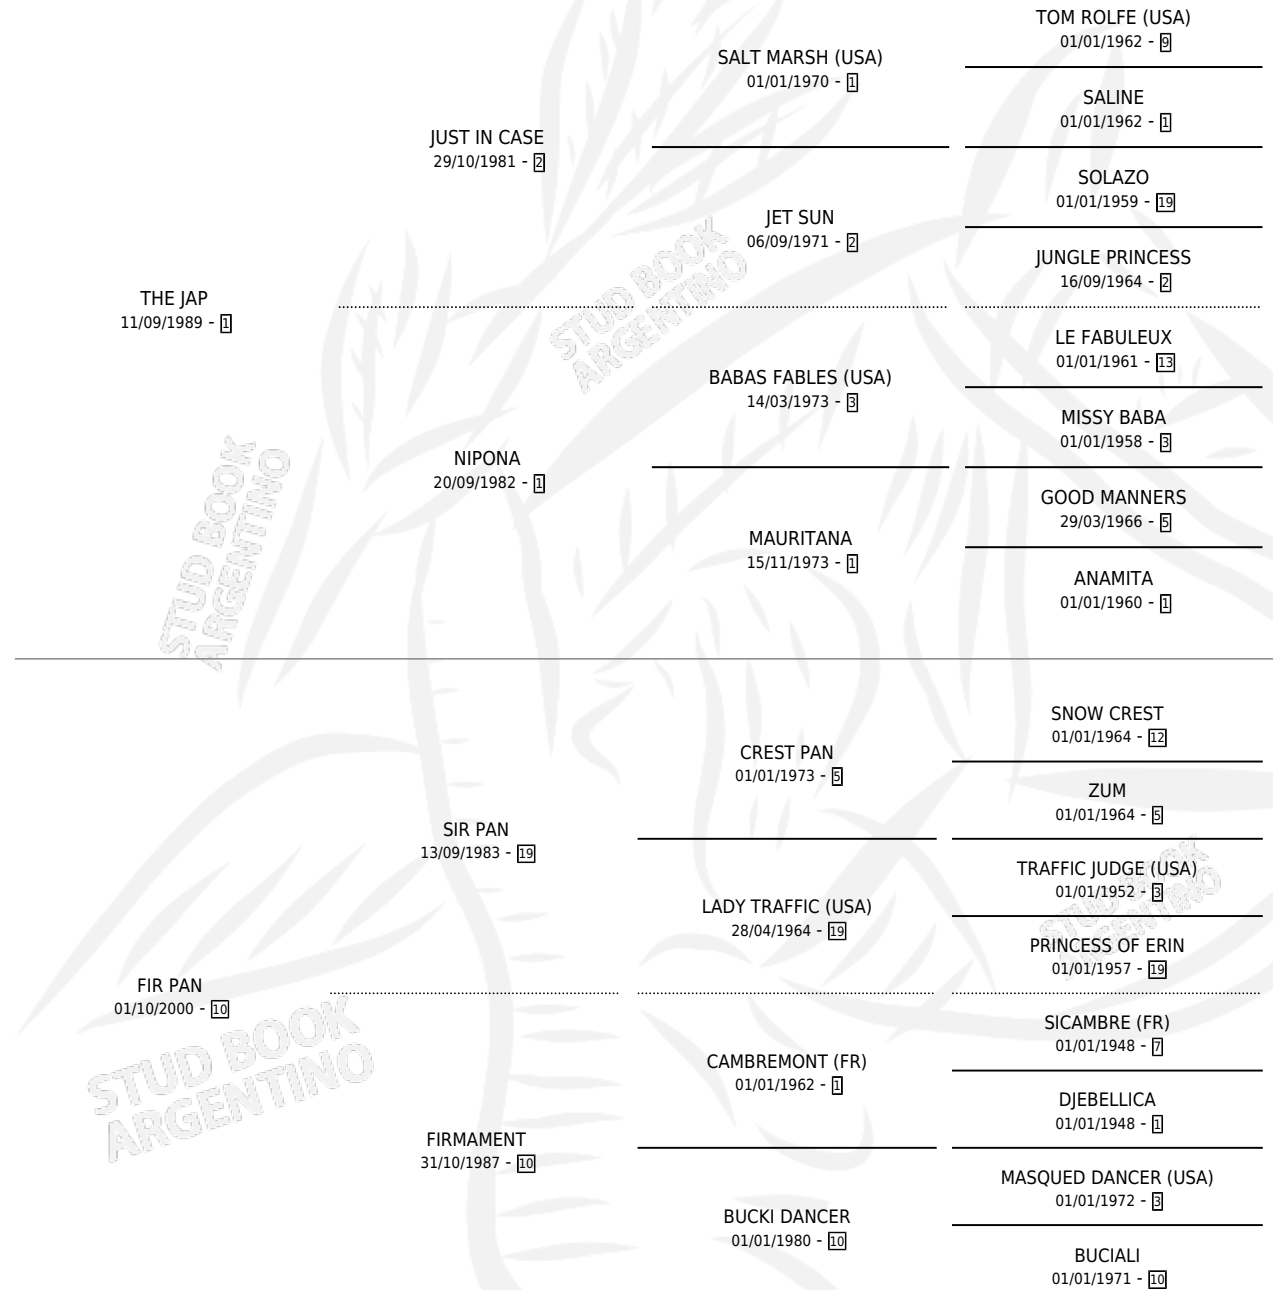 TOM ROLFE (USA)
01/01/1962 - 9
SALT MARSH (USA)
01/01/1970 - 1
SALINE
01/01/1962 - 1
JUST IN CASE
29/10/1981 - 2
SOLAZO
01/01/1959 - 19
JET SUN
06/09/1971 - 2
JUNGLE PRINCESS
16/09/1964 - 2
THE JAP
11/09/1989 - 1
STUD BOOK
ARGENTINO
LE FABULEUX
01/01/1961 - 13
BABAS FABLES (USA)
14/03/1973 - 3
MISSY BABA
01/01/1958 - 3
NIPONA
20/09/1982 - 1
GOOD MANNERS
29/03/1966 - 5
MAURITANA
15/11/1973 - 1
ANAMITA
01/01/1960 - 1
STUD BOOK
ARGENTINO
SNOW CREST
01/01/1964 - 12
CREST PAN
01/01/1973 - 5
ZUM
01/01/1964 - 5
SIR PAN
13/09/1983 - 19
TRAFFIC JUDGE (USA)
01/01/1952 - 3
LADY TRAFFIC (USA)
28/04/1964 - 19
PRINCESS OF ERIN
01/01/1957 - 19
STUD BOOK
ARGENTINO
FIR PAN
01/10/2000 - 10
SICAMBRE (FR)
01/01/1948 - 7
CAMBREMONT (FR)
01/01/1962 - 1
DJEBELLICA
01/01/1948 - 1
STUD BOOK
ARGENTINO
FIRMAMENT
31/10/1987 - 10
MASQUED DANCER (USA)
01/01/1972 - 3
BUCKI DANCER
01/01/1980 - 10
BUCIALI
01/01/1971 - 10